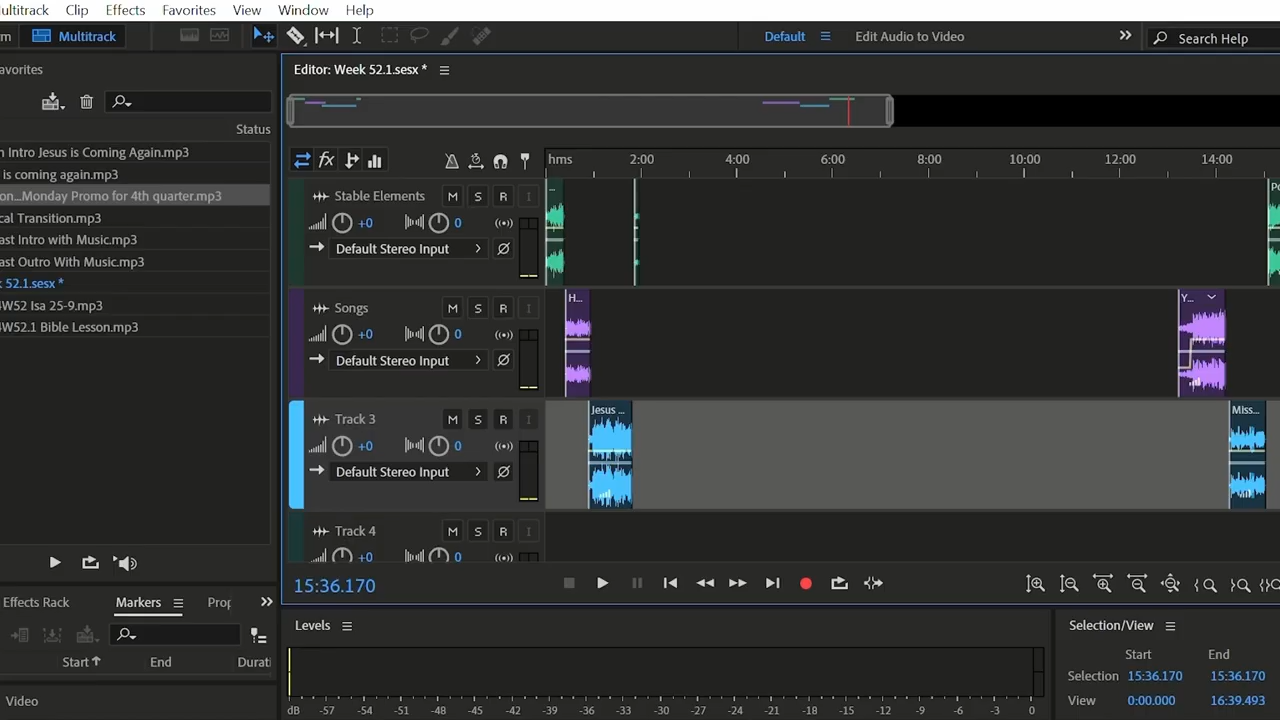 ultitrack Clip Effects Favorites View Window Help
m Multitrack Default Edit Audio to Video Search Help
avorites
Editor: Week 52.1.sesx *
Status
n Intro Jesus is Coming Again.mp3
is coming again.mp3
on...Monday Promo for 4th quarter.mp3
cal Transition.mp3
ast Intro with Music.mp3
ast Outro With Music.mp3
k 52.1.sesx *
4W52 Isa 25-9.mp3
4W52.1 Bible Lesson.mp3
fx
hms 2:00 4:00 6:00 8:00 10:00 12:00 14:00
Stable Elements M S R I
+0 0
Default Stereo Input
... Po
Songs M S R I
+0 0
Default Stereo Input
H... Y...
Track 3 M S R I
+0 0
Default Stereo Input
Jesus ... Miss...
Track 4 M S R I
+0 0
15:36.170
Effects Rack Markers Prop
Start End Durati
Video
Levels
dB -57 -54 -51 -48 -45 -42 -39 -36 -33 -30 -27 -24 -21 -18 -15 -12 -9 -6 -3 0
Selection/View
Start End
Selection 15:36.170 15:36.170
View 0:00.000 16:39.493